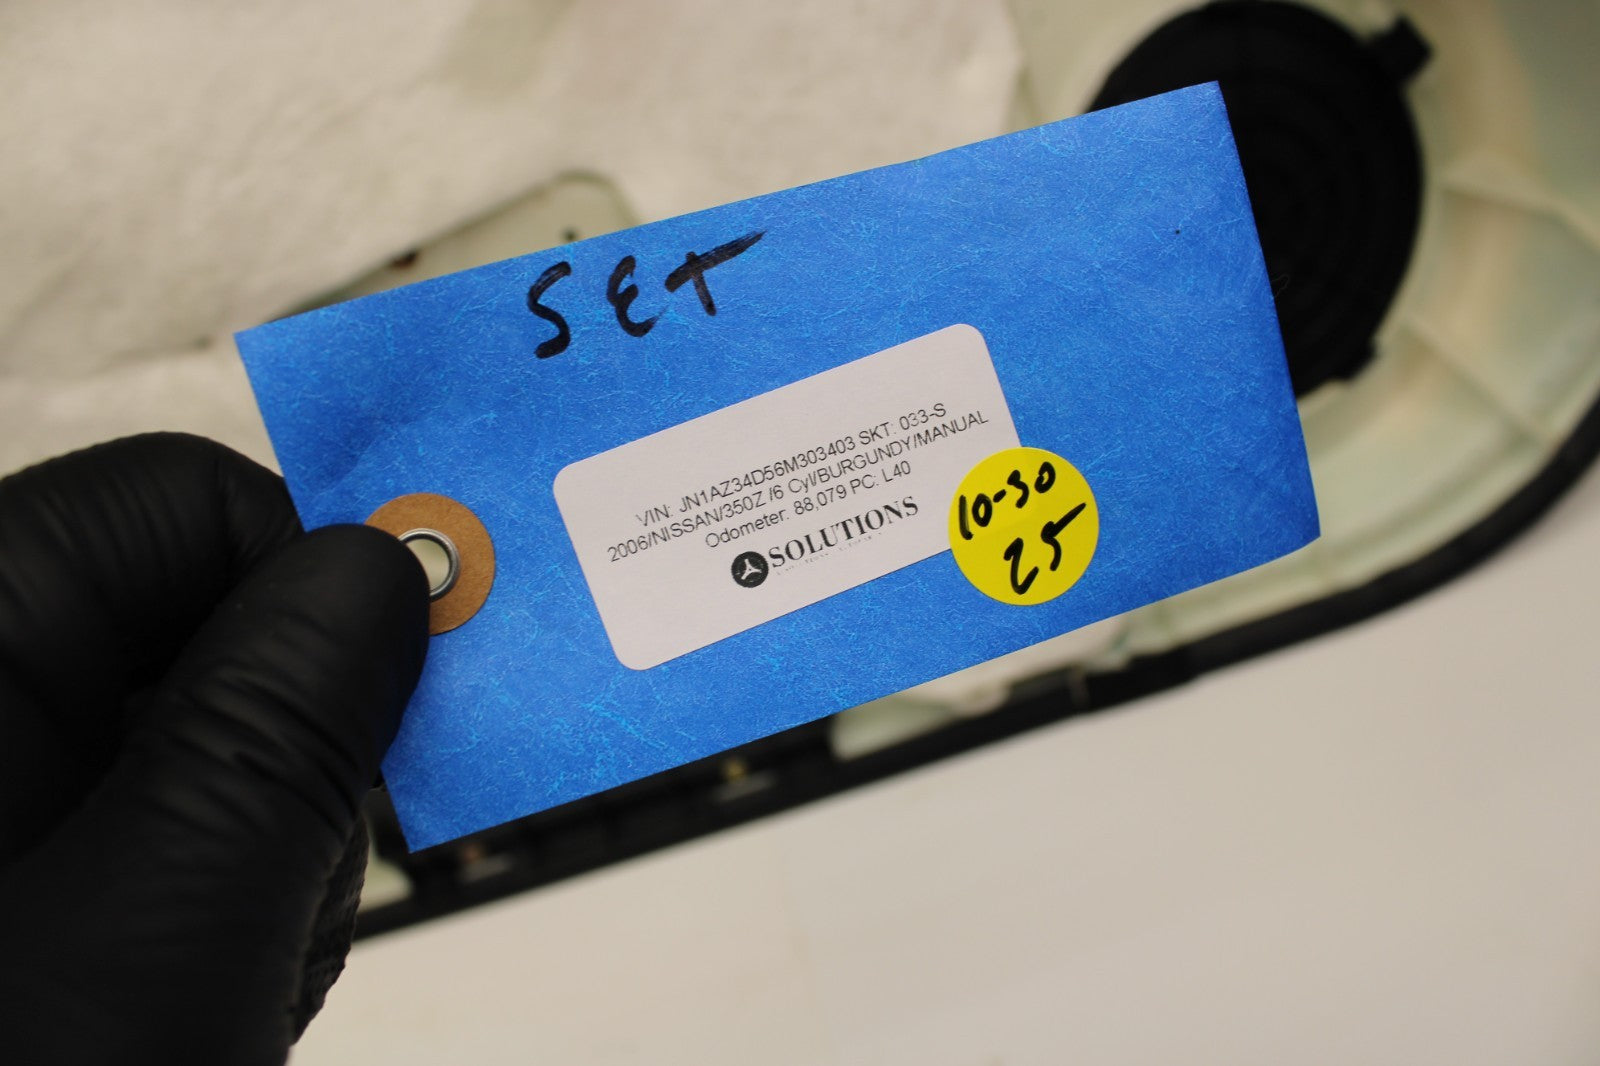 SET
VIN: JN1AZ34D56M303403 SKT: 033-S
2006/NISSAN/350Z /6 Cyl/BURGUNDY/MANUAL
Odometer: 88,079 PC: L40
SOLUTIONS
10-30
25